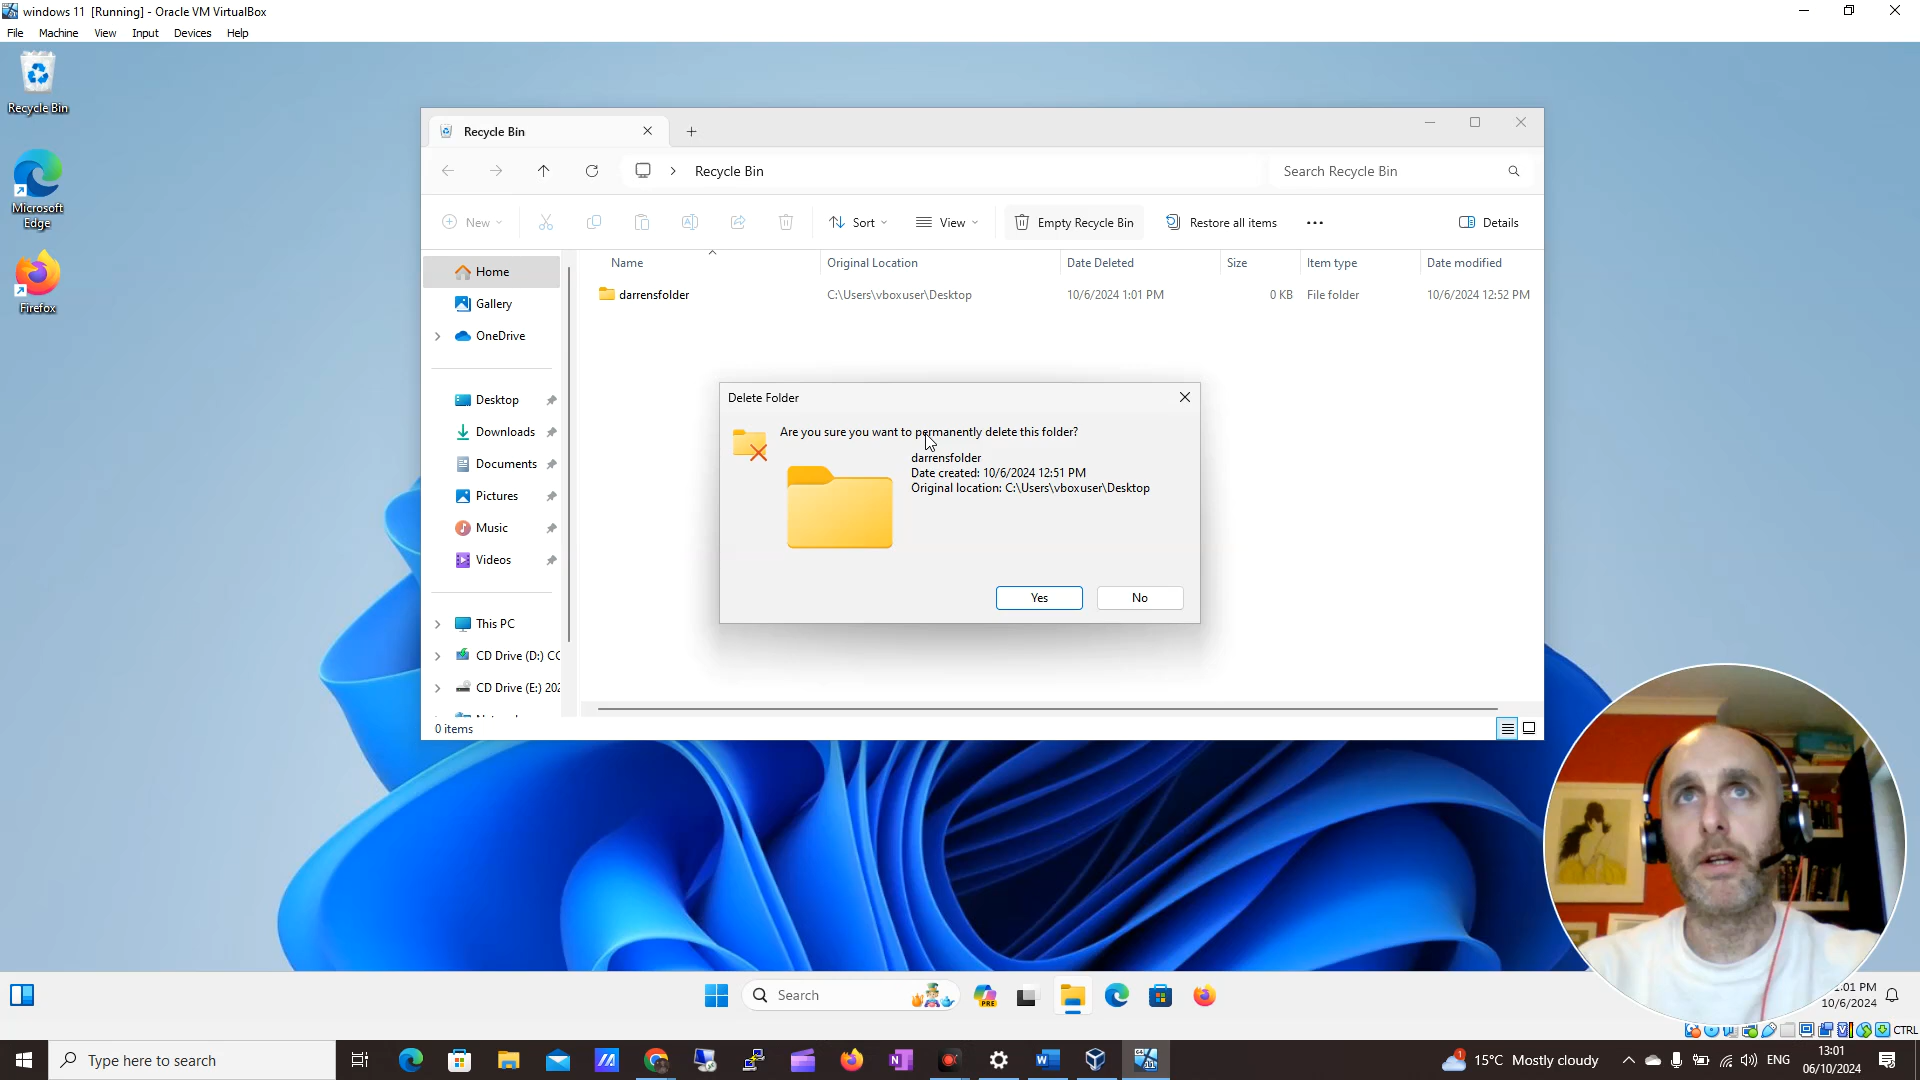 windows 11 [Running] - Oracle VM VirtualBox
File Machine View Input Devices Help
Recycle Bin
Microsoft
Edge
Firefox
Recycle Bin
Recycle Bin
Search Recycle Bin
New
Sort
View
Empty Recycle Bin
Restore all items
Details
Name
Original Location
Date Deleted
Size
Item type
Date modified
darrensfolder
C:\Users\vboxuser\Desktop
10/6/2024 1:01 PM
0 KB
File folder
10/6/2024 12:52 PM
Home
Gallery
OneDrive
Desktop
Downloads
Documents
Pictures
Music
Videos
This PC
CD Drive (D:) CC
CD Drive (E:) 202
0 items
Delete Folder
Are you sure you want to permanently delete this folder?
darrensfolder
Date created: 10/6/2024 12:51 PM
Original location: C:\Users\vboxuser\Desktop
Yes
No
Search
PRE
:01 PM
10/6/2024
CTRL
Type here to search
1
15°C Mostly cloudy
ENG
13:01
06/10/2024